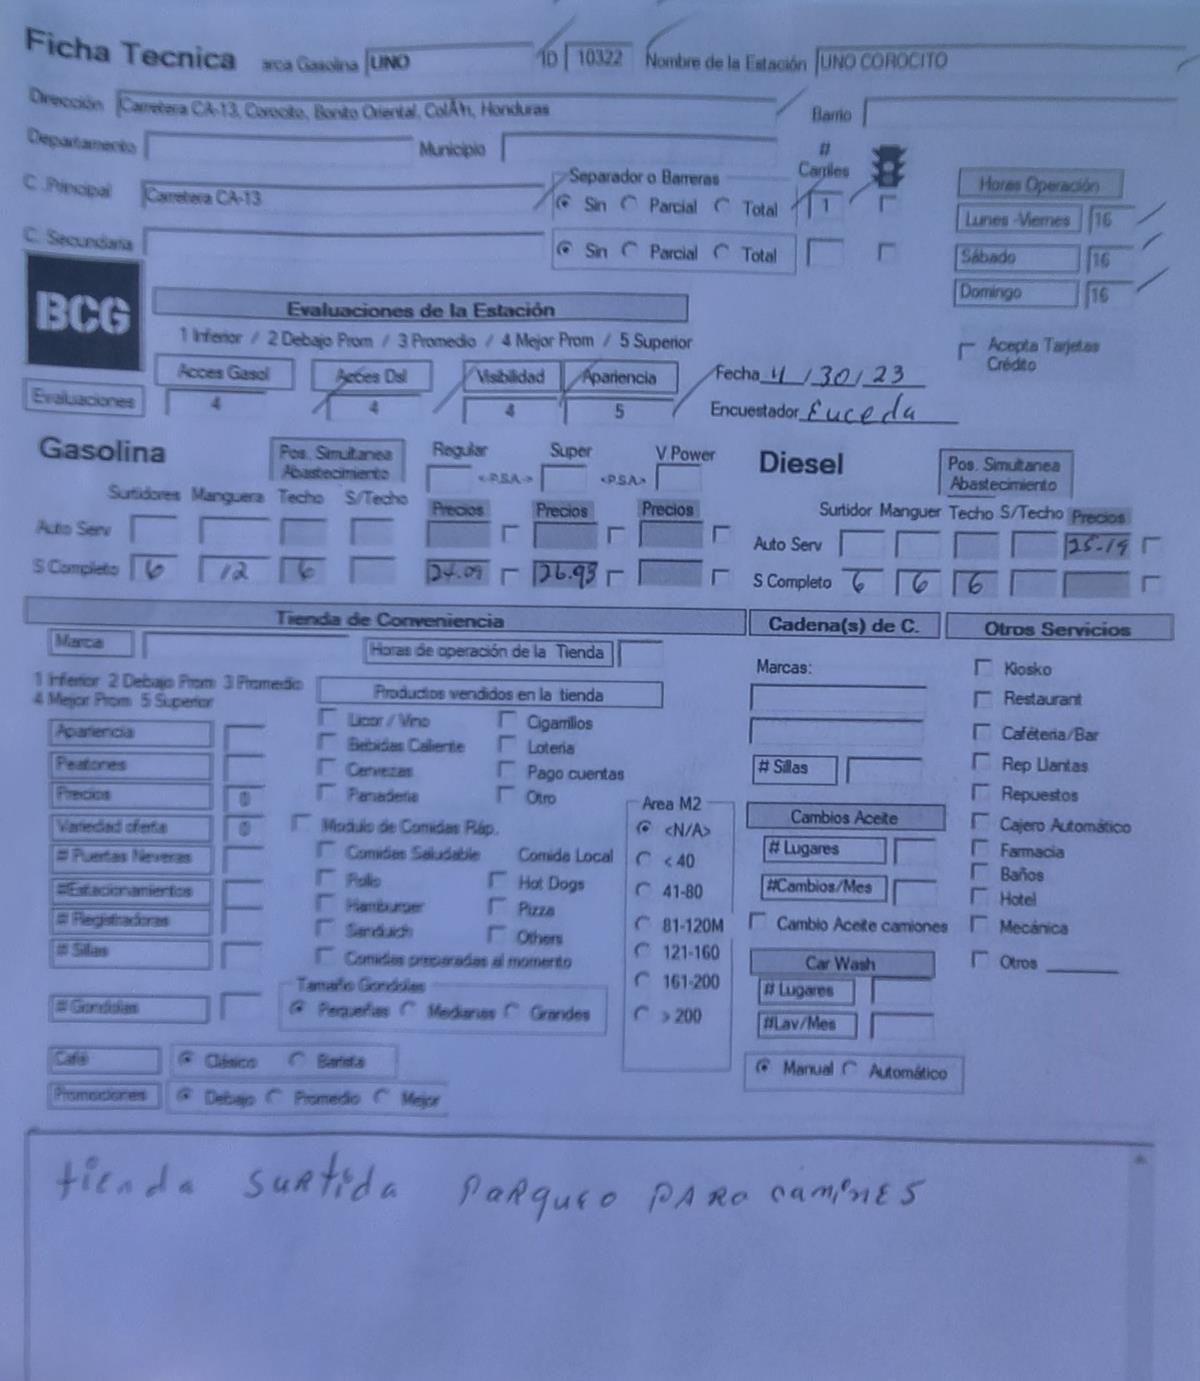 Ficha Tecnica arca Gasolina UNO ID 10322 Nombre de la Estación UNO COROCITO
Dirección Carretera CA-13, Corocito, Bonito Oriental, ColÃ³n, Honduras Barrio
Departamento Municipio # Carriles
C .Principal Carretera CA-13 Separador o Barreras Sin Parcial Total 1
C. Secundaria Sin Parcial Total
Horas Operación
Lunes -Viernes 16
Sábado 16
Domingo 16
Acepta Tarjetas Crédito
BCG
Evaluaciones de la Estación
1 Inferior / 2 Debajo Prom / 3 Promedio / 4 Mejor Prom / 5 Superior
Acces Gasol Acces Dsl Visibilidad Apariencia
Evaluaciones 4 4 4 5
Fecha 4/30/23
Encuestador Euceda
Gasolina Pos. Simultanea Abastecimiento Regular Super V Power
<-P.S.A-> <P.S.A>
Surtidores Manguera Techo S/Techo Precios Precios Precios
Auto Serv
S Completo 6 12 6 24.09 26.93
Diesel Pos. Simultanea Abastecimiento
Surtidor Manguer Techo S/Techo Precios
Auto Serv 25-19
S Completo 6 6 6
Tienda de Conveniencia
Marca Horas de operación de la Tienda
1 Inferior 2 Debajo Prom 3 Promedio
4 Mejor Prom 5 Superior
Apariencia
Peatones
Precios 0
Variedad oferta 0
# Puertas Neveras
#Estacionamientos
# Registradoras
# Sillas
# Gondolas
Productos vendidos en la tienda
Licor / Vino Cigarrillos
Bebidas Caliente Loteria
Cervezas Pago cuentas
Panaderia Otro
Modulo de Comidas Ráp.
Comidas Saludable Comida Local
Pollo Hot Dogs
Hamburger Pizza
Sanduich Others
Comidas preparadas al momento
Tamaño Gondolas
Pequeñas Medianas Grandes
Area M2
<N/A>
< 40
41-80
81-120M
121-160
161-200
> 200
Café Clásico Barista
Promociones Debajo Promedio Mejor
Cadena(s) de C.
Marcas:
# Sillas
Cambios Aceite
# Lugares
#Cambios/Mes
Cambio Aceite camiones
Car Wash
# Lugares
#Lav/Mes
Manual Automático
Otros Servicios
Kiosko
Restaurant
Caféteria/Bar
Rep Llantas
Repuestos
Cajero Automático
Farmacia
Baños
Hotel
Mecánica
Otros
tienda surtida parqueo para camines